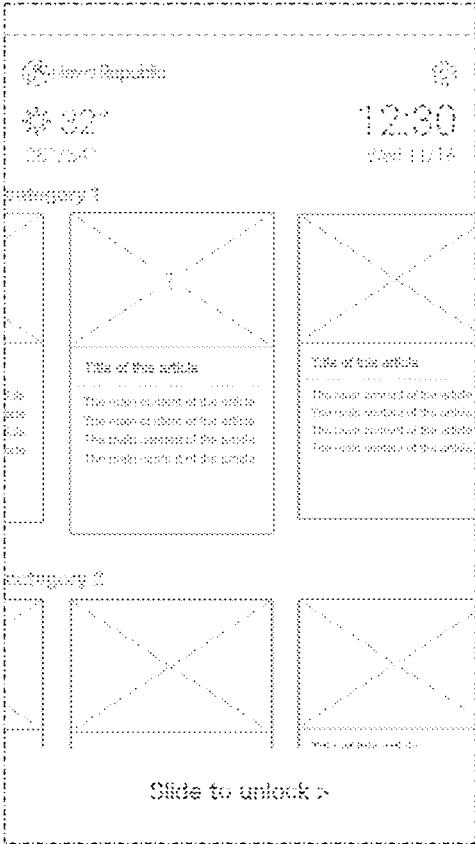 News Republic
32°
12:30
Wed 11/16
category 1
Title of this article
The main content of the article
The main content of the article
The main content of the article
The main content of the article
Title of this article
The main content of the article
The main content of the article
The main content of the article
The main content of the article
category 2
Slide to unlock >